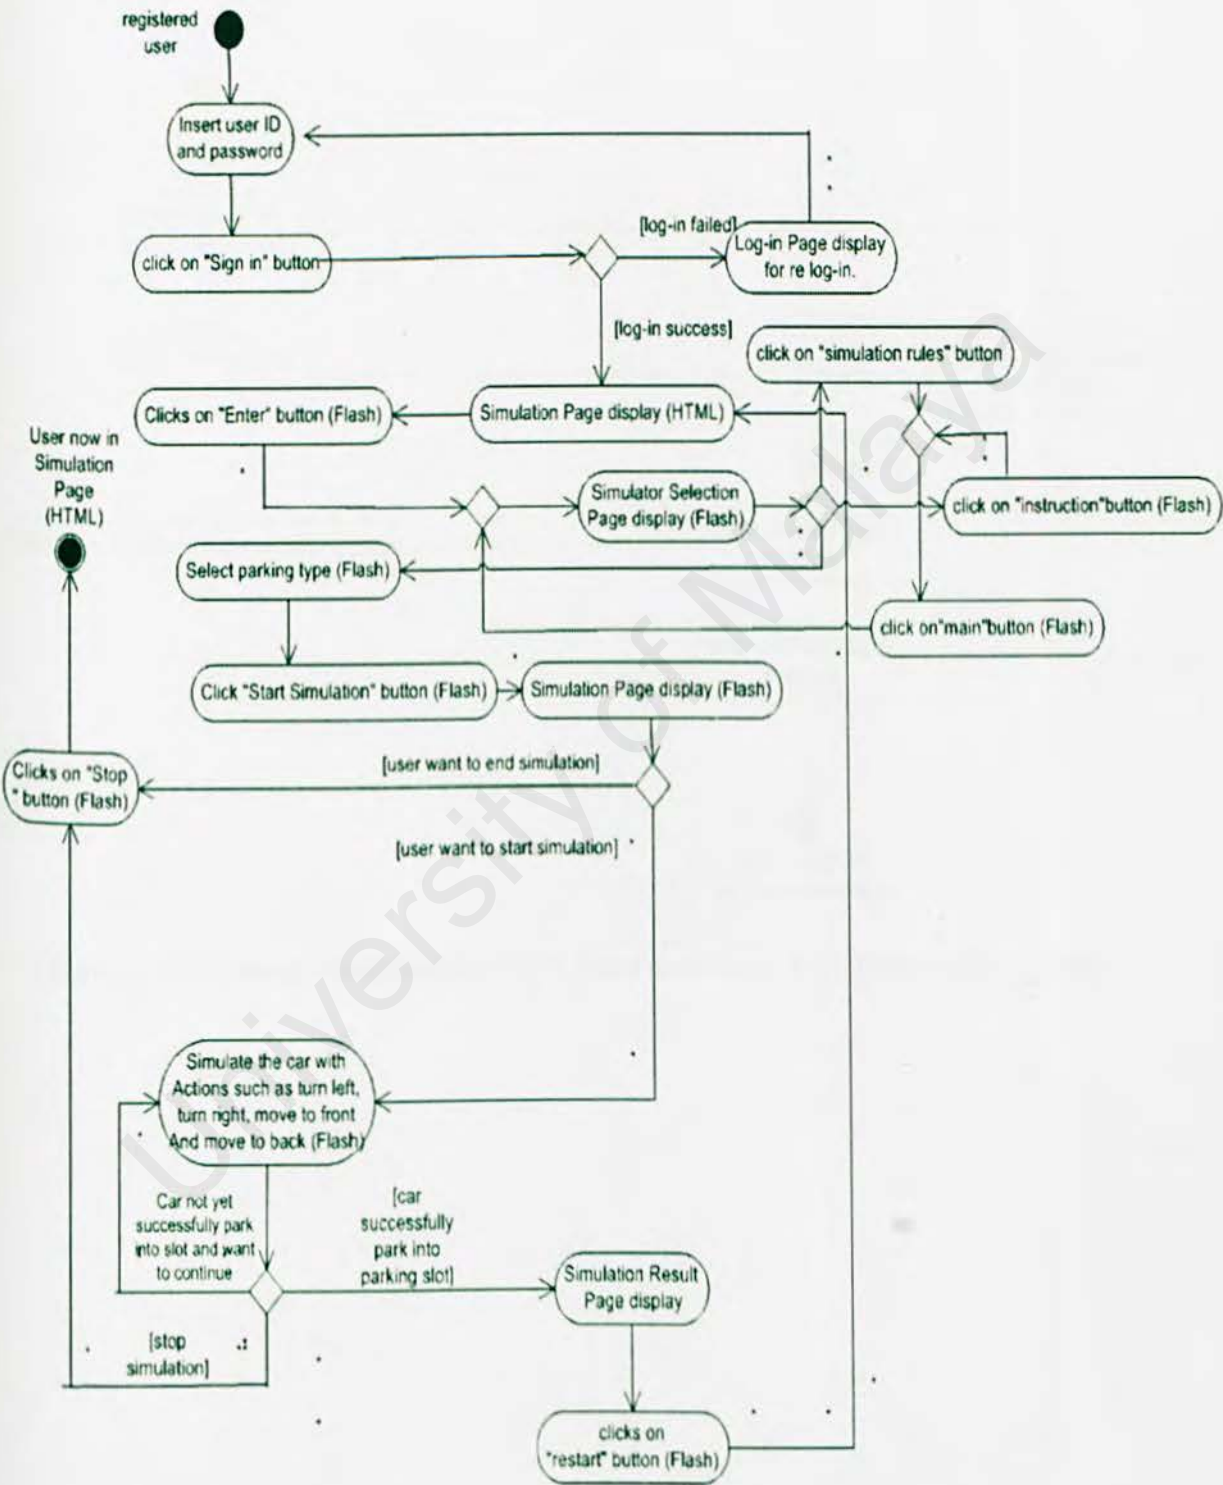 registered
user
Insert user ID
and password
click on "Sign in" button
[log-in failed]
Log-in Page display
for re log-in.
[log-in success]
click on "simulation rules" button
Clicks on "Enter" button (Flash)
Simulation Page display (HTML)
User now in
Simulation
Page
(HTML)
Simulator Selection
Page display (Flash)
click on "instruction"button (Flash)
Select parking type (Flash)
click on"main"button (Flash)
Click "Start Simulation" button (Flash)
Simulation Page display (Flash)
Clicks on "Stop
" button (Flash)
[user want to end simulation]
[user want to start simulation]
Simulate the car with
Actions such as turn left,
turn right, move to front
And move to back (Flash)
Car not yet
successfully park
into slot and want
to continue
[car
successfully
park into
parking slot]
Simulation Result
Page display
[stop
simulation]
clicks on
"restart" button (Flash)
University of Malaya